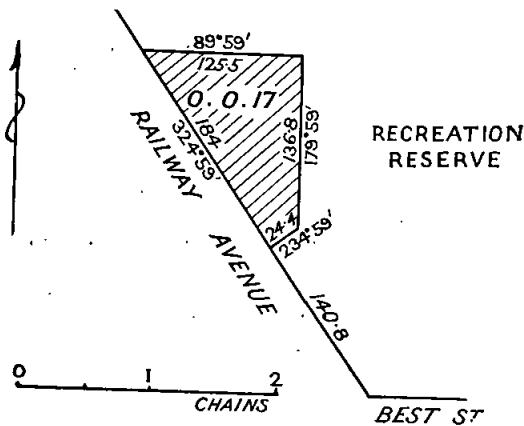 89°59′
125·5
0. 0. 17
184
324°59′
136·8
179°59′
RECREATION
RESERVE
RAILWAY
AVENUE
24·4
234°59′
140·8
0 1 2
CHAINS
BEST ST